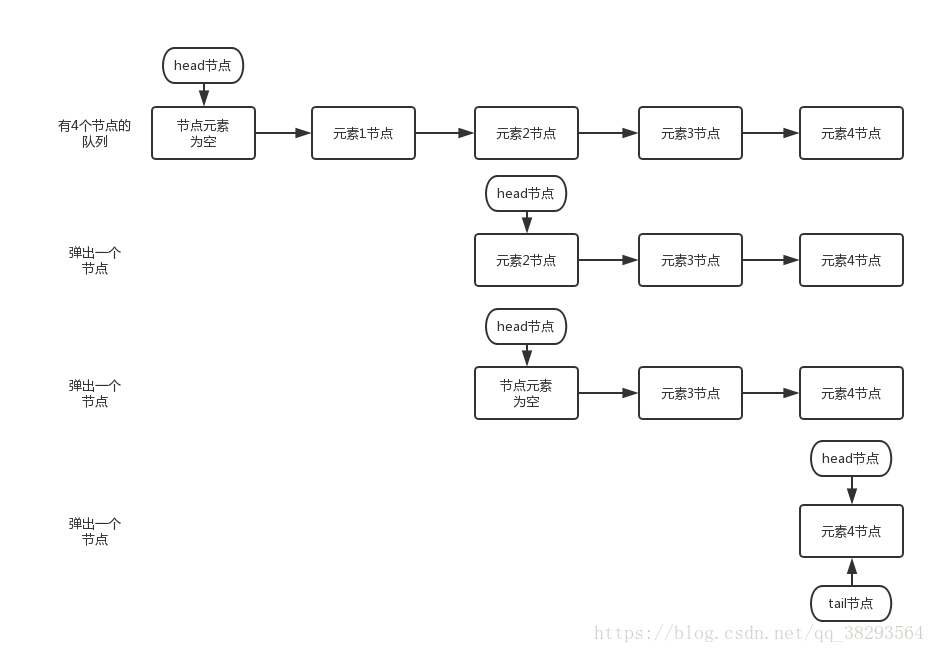 head节点
有4个节点的
队列
节点元素
为空
元素1节点
元素2节点
元素3节点
元素4节点
head节点
弹出一个
节点
元素2节点
元素3节点
元素4节点
head节点
弹出一个
节点
节点元素
为空
元素3节点
元素4节点
head节点
弹出一个
节点
元素4节点
tail节点
https://blog.csdn.net/qq_38293564